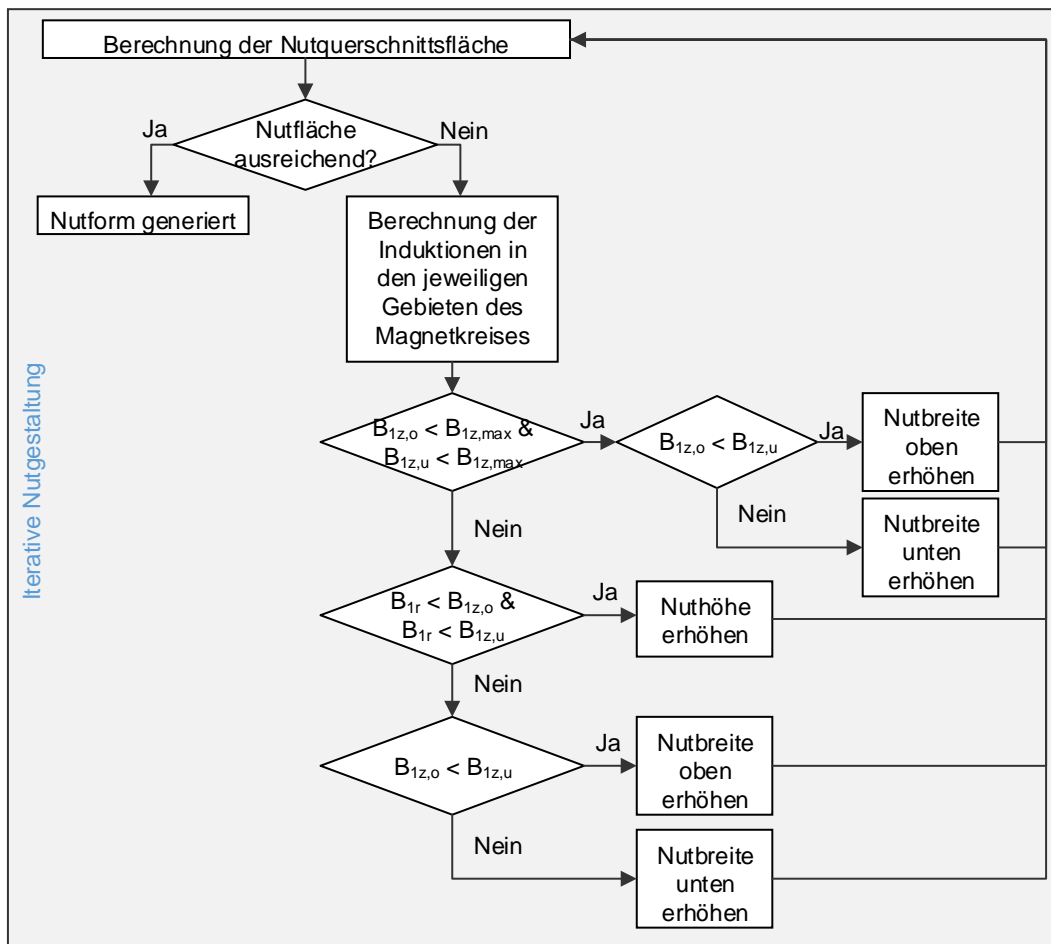 Berechnung der Nutquerschnittsfläche
Ja
Nein
Nutfläche
ausreichend?
Nutform generiert
Berechnung der
Induktionen in
den jeweiligen
Gebieten des
Magnetkreises
Iterative Nutgestaltung
B1z,o < B1z,max &
B1z,u < B1z,max
Ja
B1z,o < B1z,u
Ja
Nutbreite
oben
erhöhen
Nein
Nein
Nutbreite
unten
erhöhen
B1r < B1z,o &
B1r < B1z,u
Ja
Nuthöhe
erhöhen
Nein
B1z,o < B1z,u
Ja
Nutbreite
oben
erhöhen
Nein
Nutbreite
unten
erhöhen